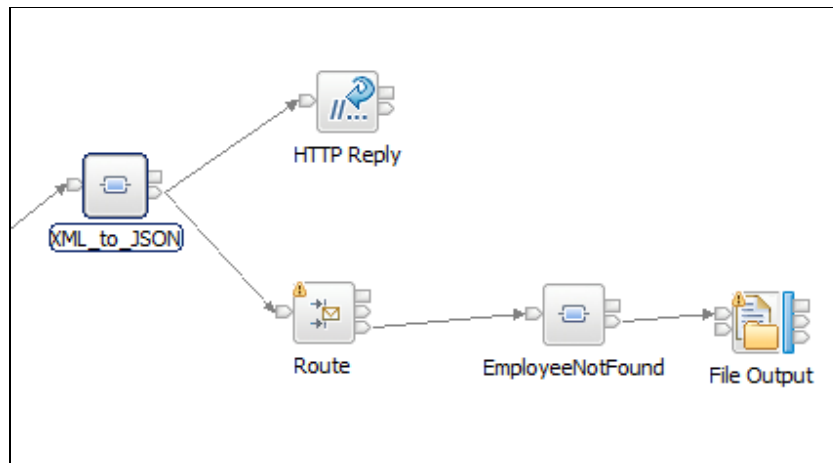 HTTP Reply
XML_to_JSON
Route
EmployeeNotFound
File Output